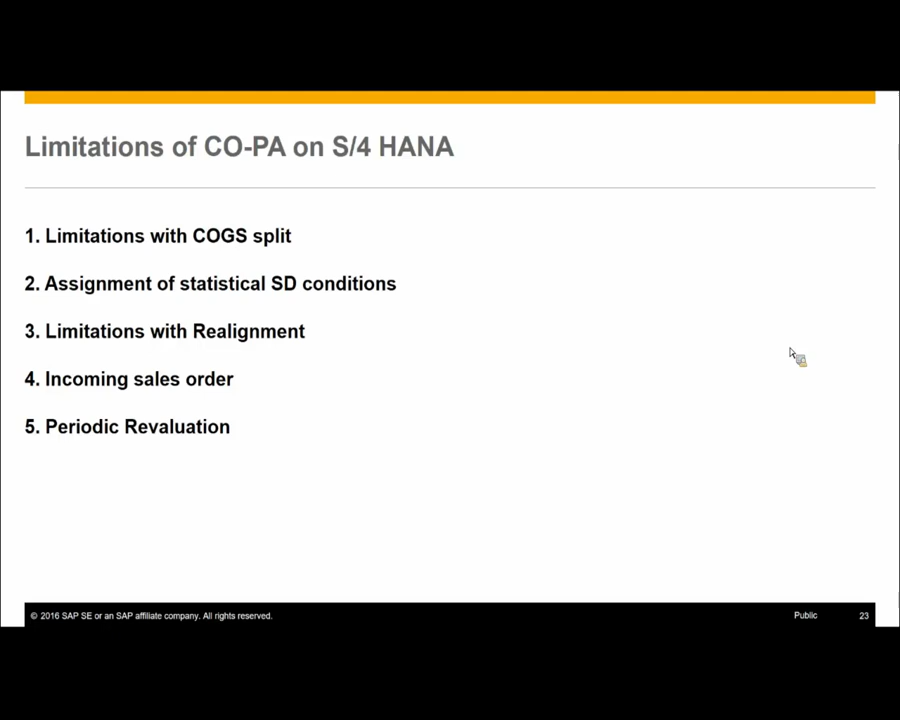 Limitations of CO-PA on S/4 HANA
1. Limitations with COGS split
2. Assignment of statistical SD conditions
3. Limitations with Realignment
4. Incoming sales order
5. Periodic Revaluation
© 2016 SAP SE or an SAP affiliate company. All rights reserved. Public 23